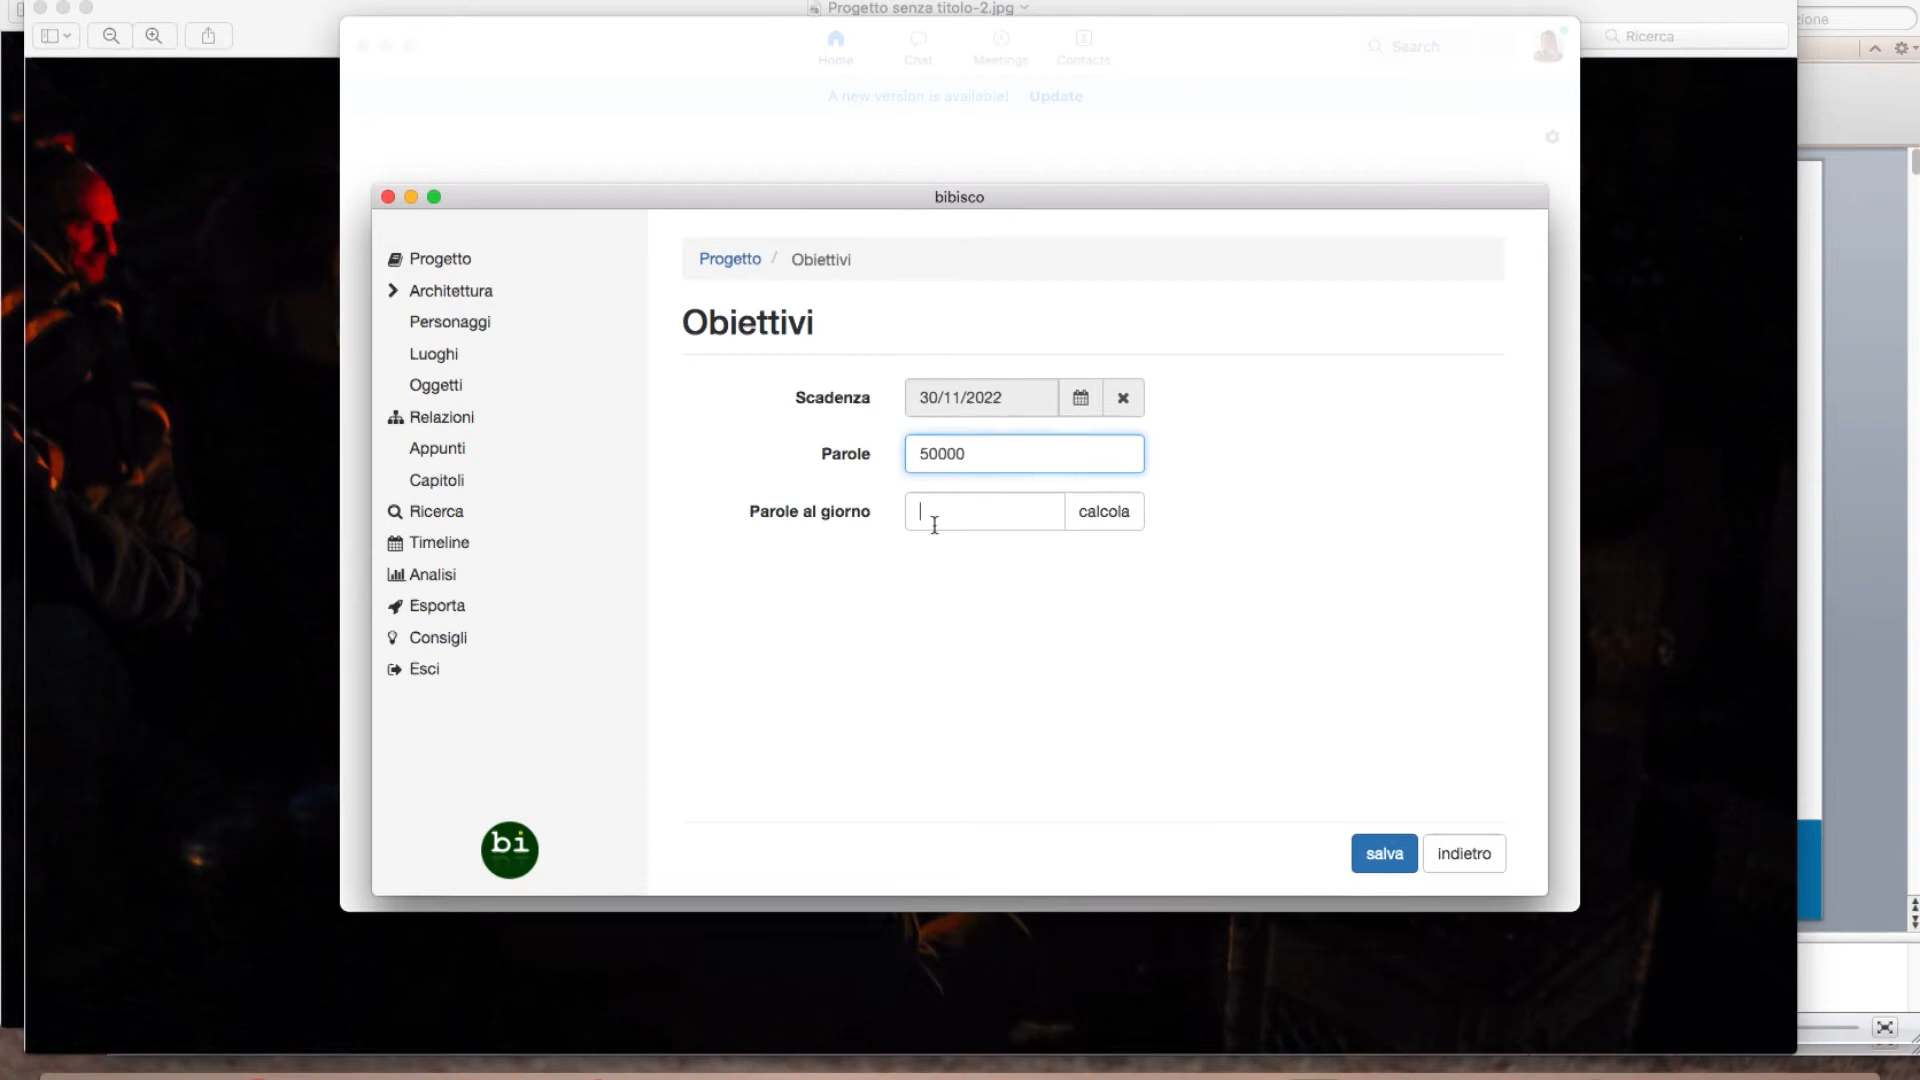 Progetto senza titolo-2.jpg
zione
Ricerca
Home
Chat
Meetings
Contacts
Search
A new version is available! Update
bibisco
Progetto
Architettura
Personaggi
Luoghi
Oggetti
Relazioni
Appunti
Capitoli
Ricerca
Timeline
Analisi
Esporta
Consigli
Esci
bi
Progetto / Obiettivi
Obiettivi
Scadenza 30/11/2022
Parole 50000
Parole al giorno calcola
salva indietro